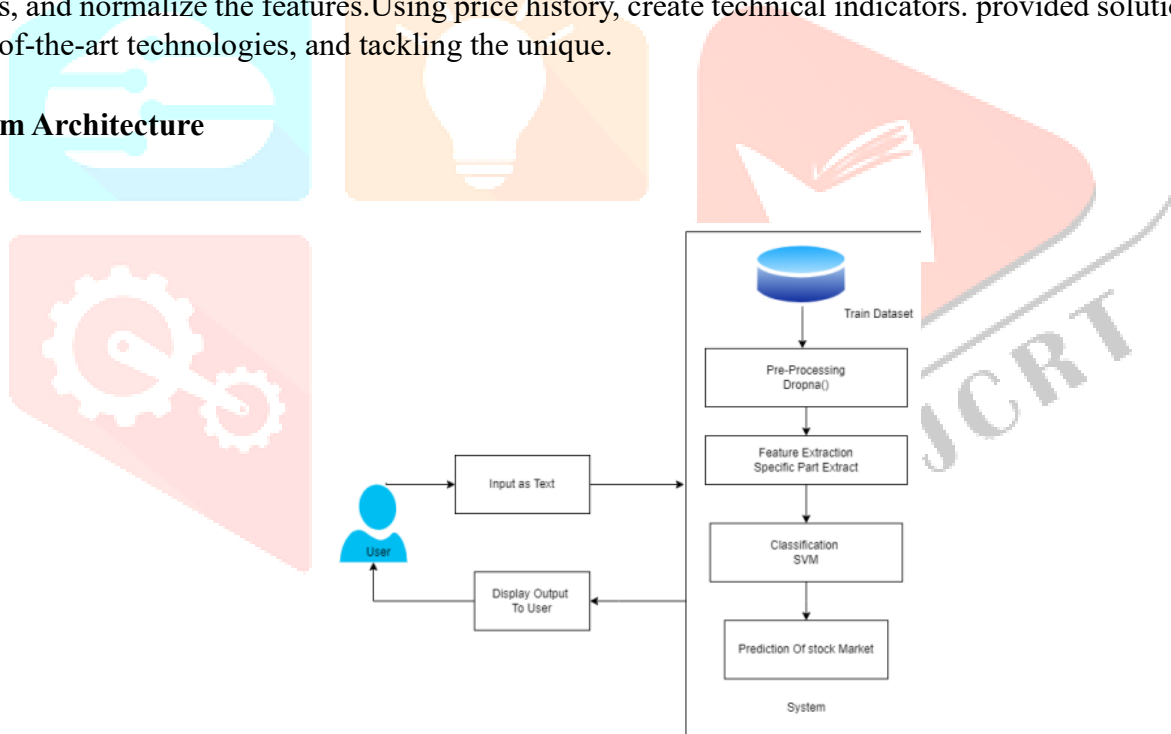 s, and normalize the features.Using price history, create technical indicators. provided soluti
of-the-art technologies, and tackling the unique.
m Architecture
Train Dataset
Pre-Processing
Dropna()
Feature Extraction
Specific Part Extract
Input as Text
Classification
SVM
User
Display Output
To User
Prediction Of stock Market
System
JCRT